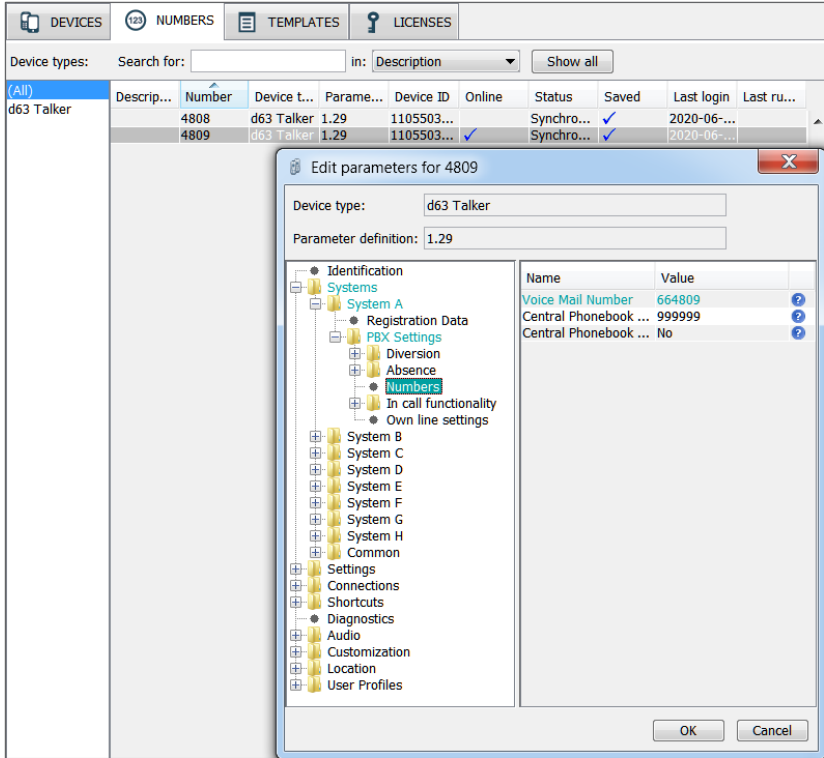 DEVICES 123 NUMBERS TEMPLATES LICENSES
Device types: Search for: in: Description Show all
(All)
d63 Talker
Descrip... Number Device t... Parame... Device ID Online Status Saved Last login Last ru...
4808 d63 Talker 1.29 1105503... Synchro... ✓ 2020-06-...
4809 d63 Talker 1.29 1105503... ✓ Synchro... ✓ 2020-06-...
Edit parameters for 4809
Device type: d63 Talker
Parameter definition: 1.29
Identification
Systems
System A
Registration Data
PBX Settings
Diversion
Absence
Numbers
In call functionality
Own line settings
System B
System C
System D
System E
System F
System G
System H
Common
Settings
Connections
Shortcuts
Diagnostics
Audio
Customization
Location
User Profiles
Name Value
Voice Mail Number 664809 ?
Central Phonebook ... 999999 ?
Central Phonebook ... No ?
OK Cancel